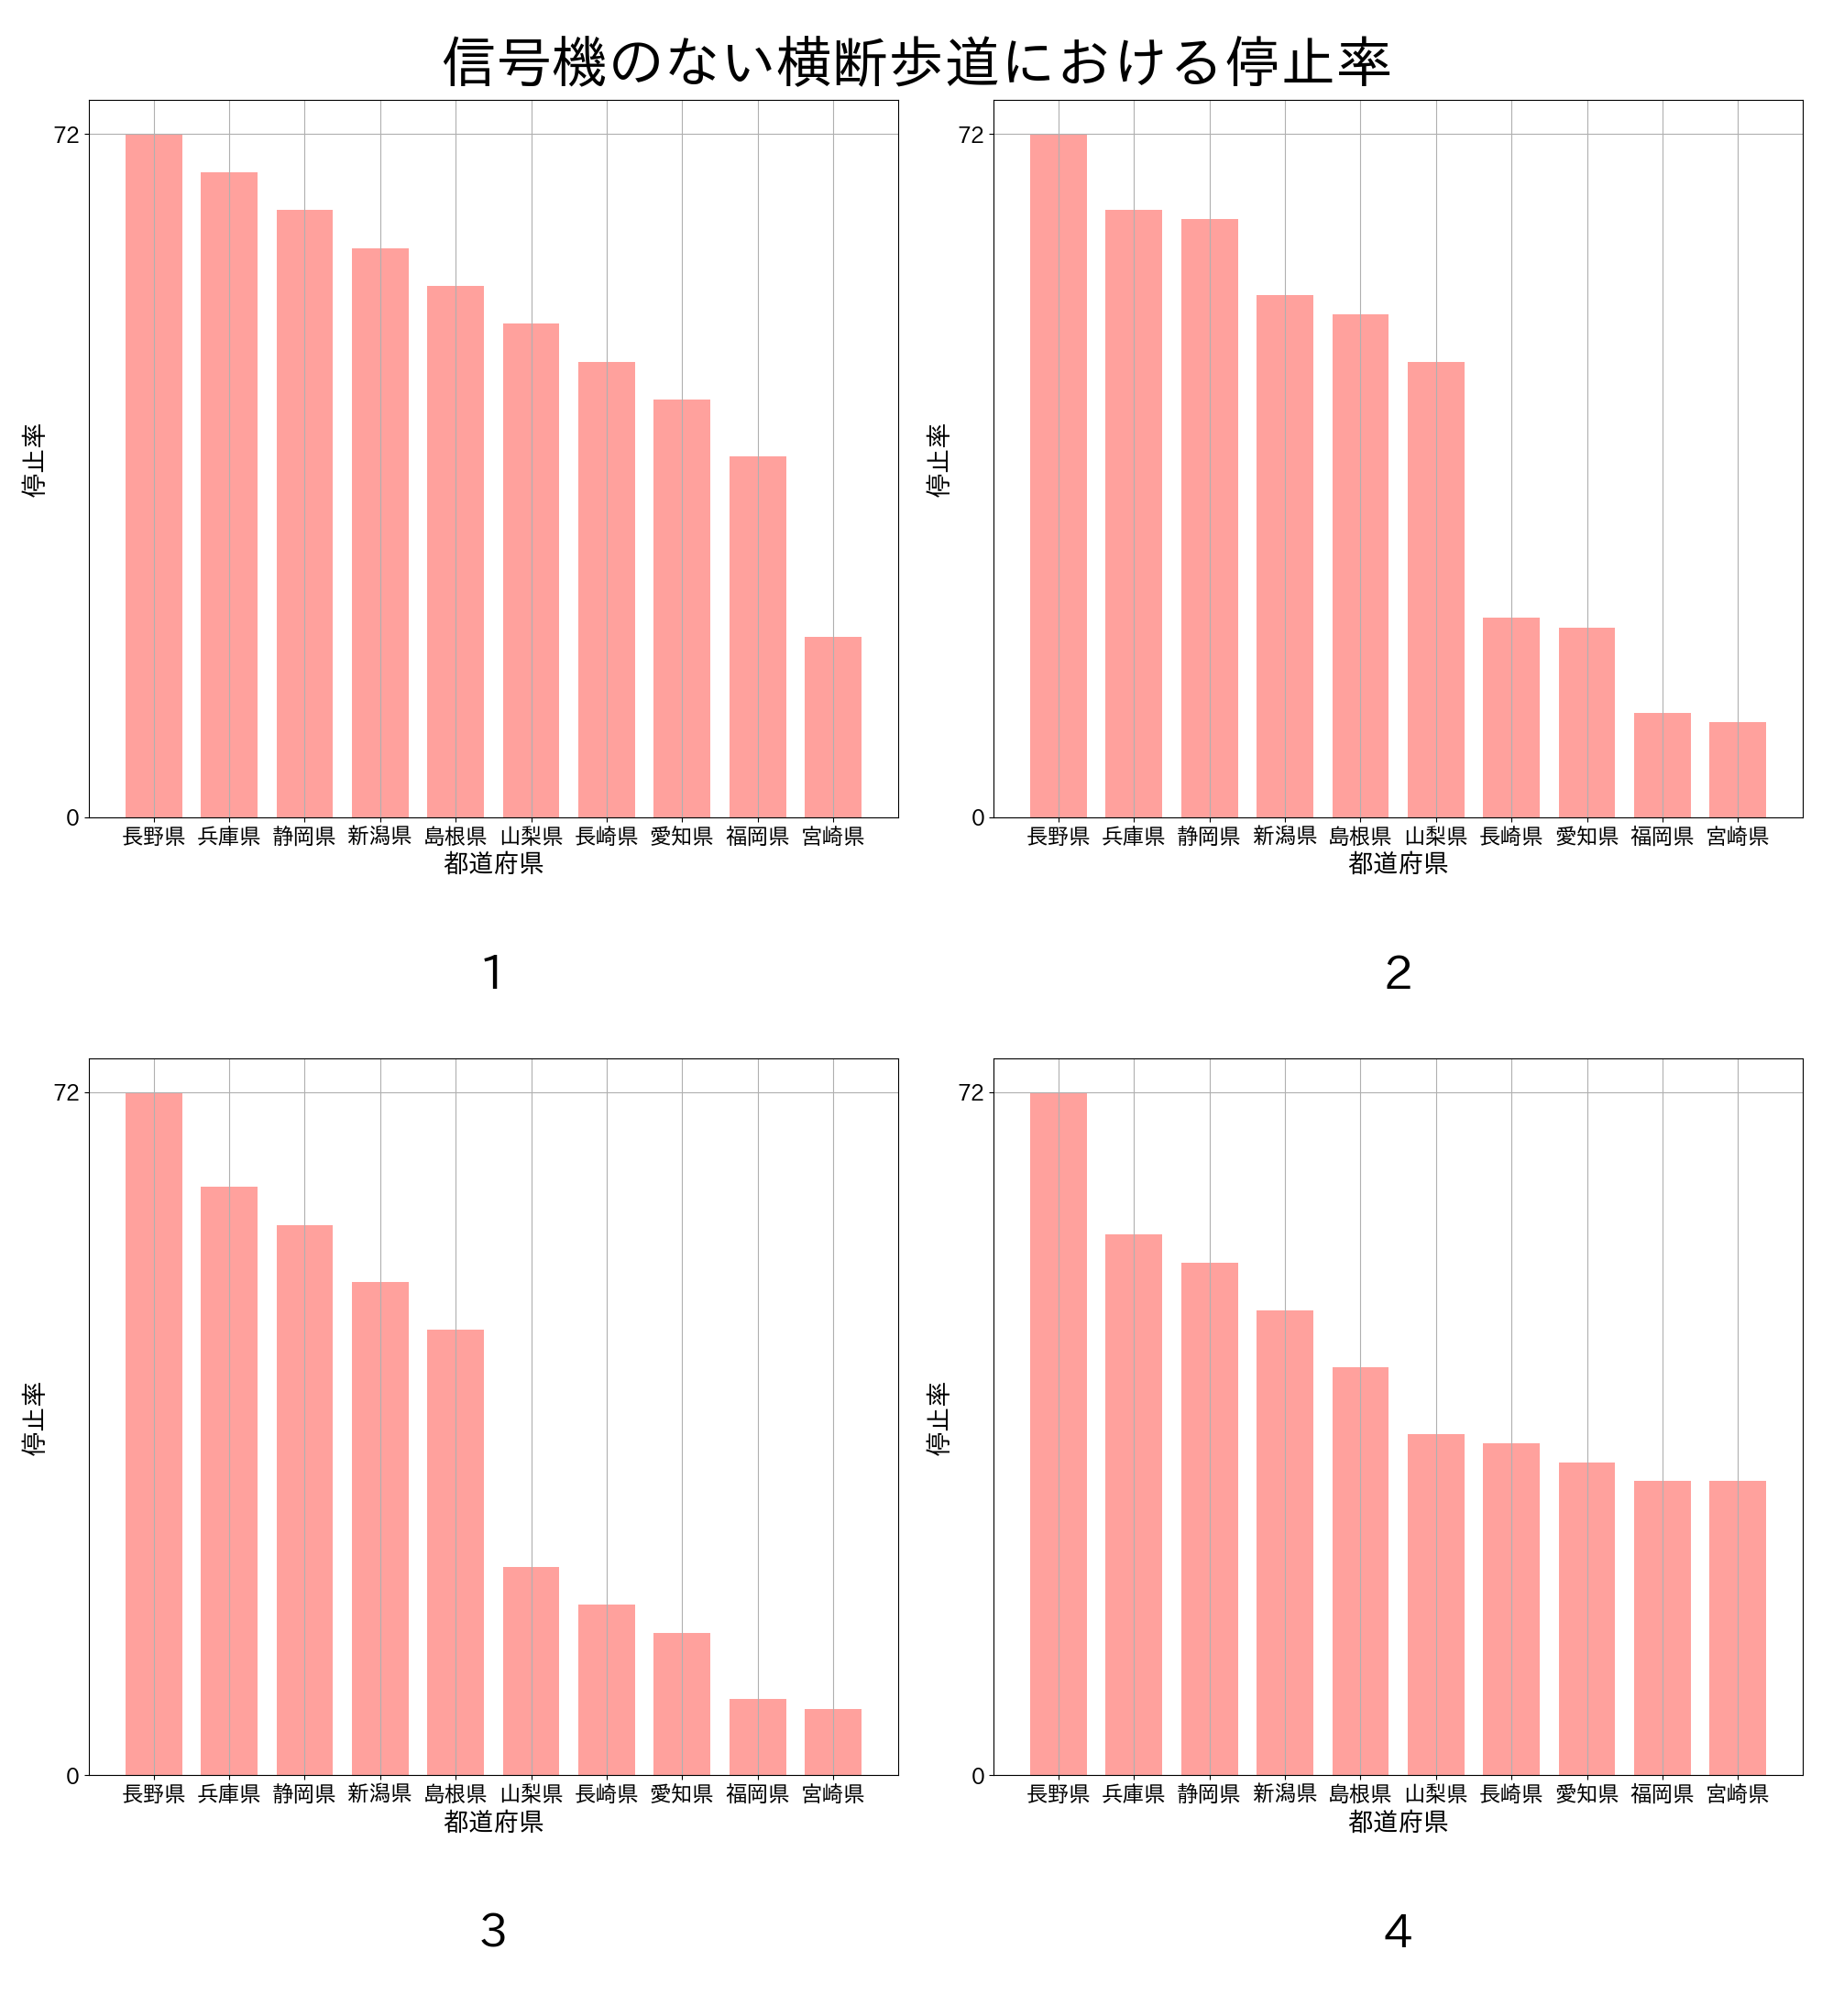 信号機のない横断歩道における停止率
72
0
停止率
長野県 兵庫県 静岡県 新潟県 島根県 山梨県 長崎県 愛知県 福岡県 宮崎県
都道府県
1
72
0
停止率
長野県 兵庫県 静岡県 新潟県 島根県 山梨県 長崎県 愛知県 福岡県 宮崎県
都道府県
2
72
0
停止率
長野県 兵庫県 静岡県 新潟県 島根県 山梨県 長崎県 愛知県 福岡県 宮崎県
都道府県
3
72
0
停止率
長野県 兵庫県 静岡県 新潟県 島根県 山梨県 長崎県 愛知県 福岡県 宮崎県
都道府県
4